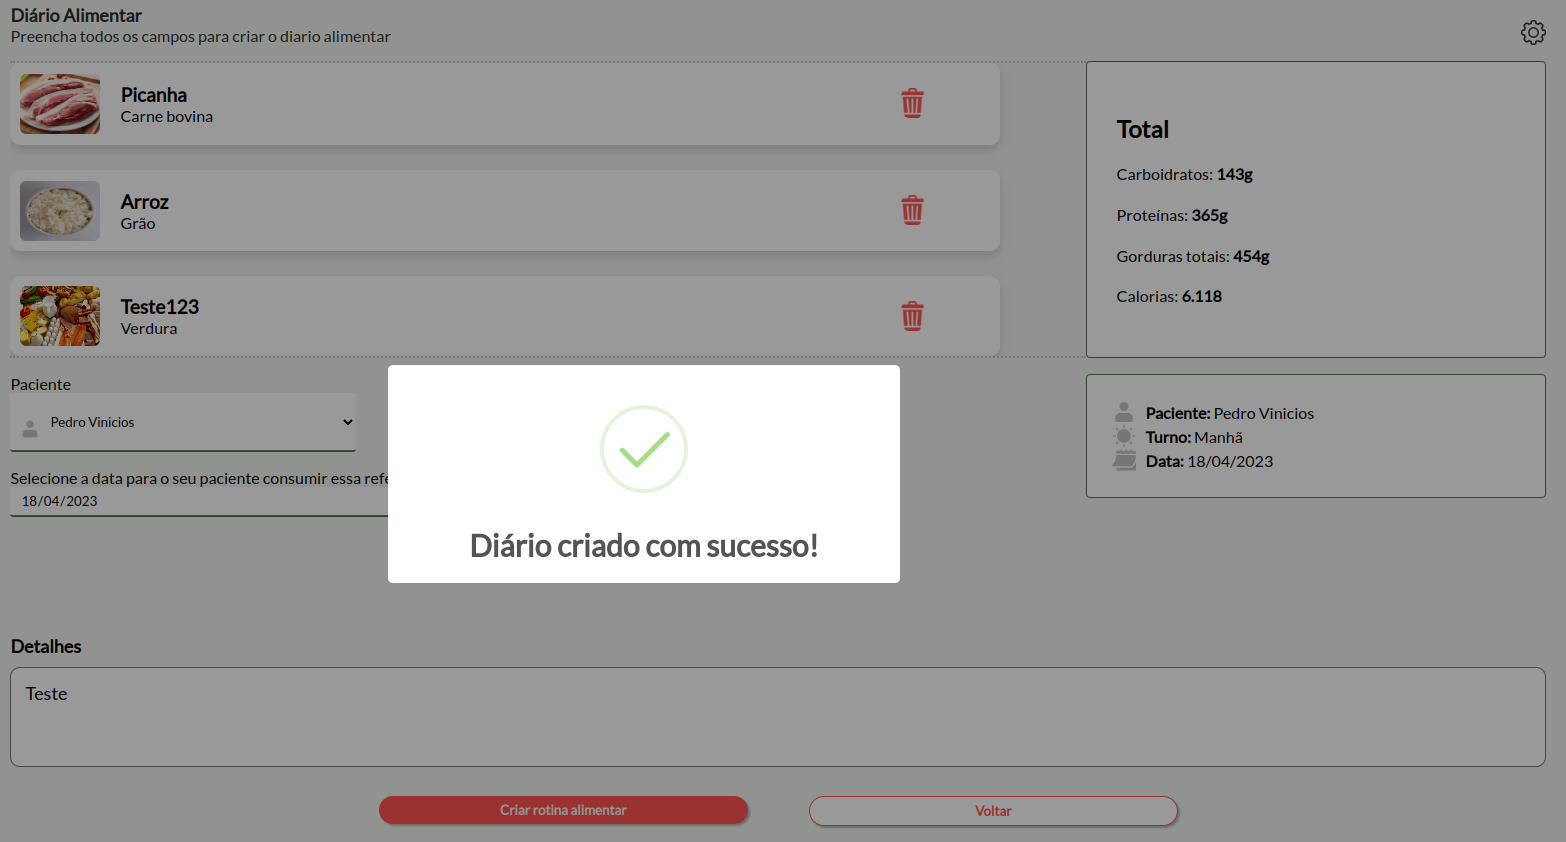 Diário Alimentar
Preencha todos os campos para criar o diario alimentar
Picanha
Carne bovina
Arroz
Grão
Teste123
Verdura
Total
Carboidratos: 143g
Proteínas: 365g
Gorduras totais: 454g
Calorias: 6.118
Paciente
Pedro Vinicios
Selecione a data para o seu paciente consumir essa refe
18/04/2023
Paciente: Pedro Vinicios
Turno: Manhã
Data: 18/04/2023
Diário criado com sucesso!
Detalhes
Teste
Criar rotina alimentar
Voltar